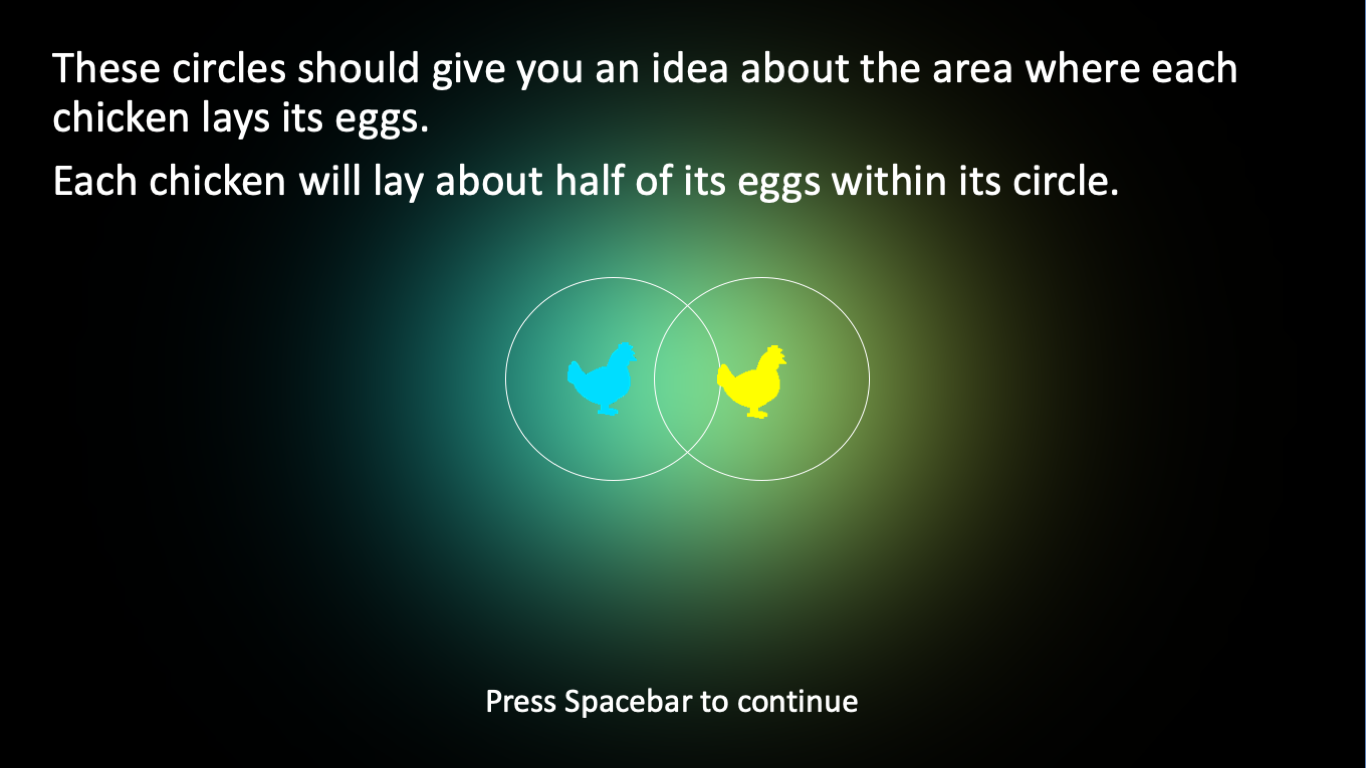 These circles should give you an idea about the area where each
chicken lays its eggs.
Each chicken will lay about half of its eggs within its circle.
Press Spacebar to continue